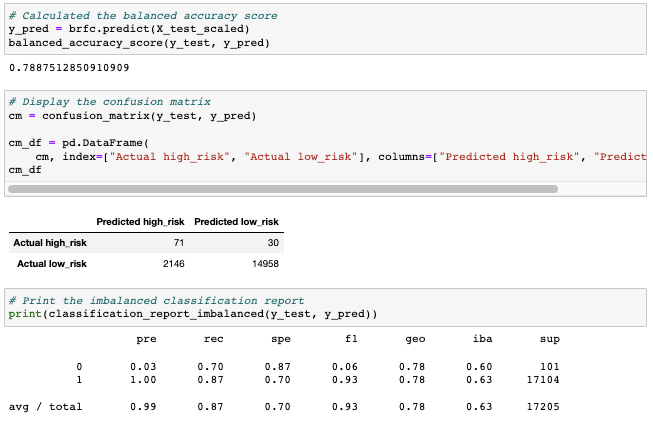 # Calculated the balanced accuracy score
y_pred = brfc.predict(X_test_scaled)
balanced_accuracy_score(y_test, y_pred)
0.7887512850910909
# Display the confusion matrix
cm = confusion_matrix(y_test, y_pred)
cm_df = pd.DataFrame(
    cm, index=["Actual high_risk", "Actual low_risk"], columns=["Predicted high_risk", "Predict
cm_df
Predicted high_risk Predicted low_risk
Actual high_risk 71 30
Actual low_risk 2146 14958
# Print the imbalanced classification report
print(classification_report_imbalanced(y_test, y_pred))
pre rec spe f1 geo iba sup
0 0.03 0.70 0.87 0.06 0.78 0.60 101
1 1.00 0.87 0.70 0.93 0.78 0.63 17104
avg / total 0.99 0.87 0.70 0.93 0.78 0.63 17205